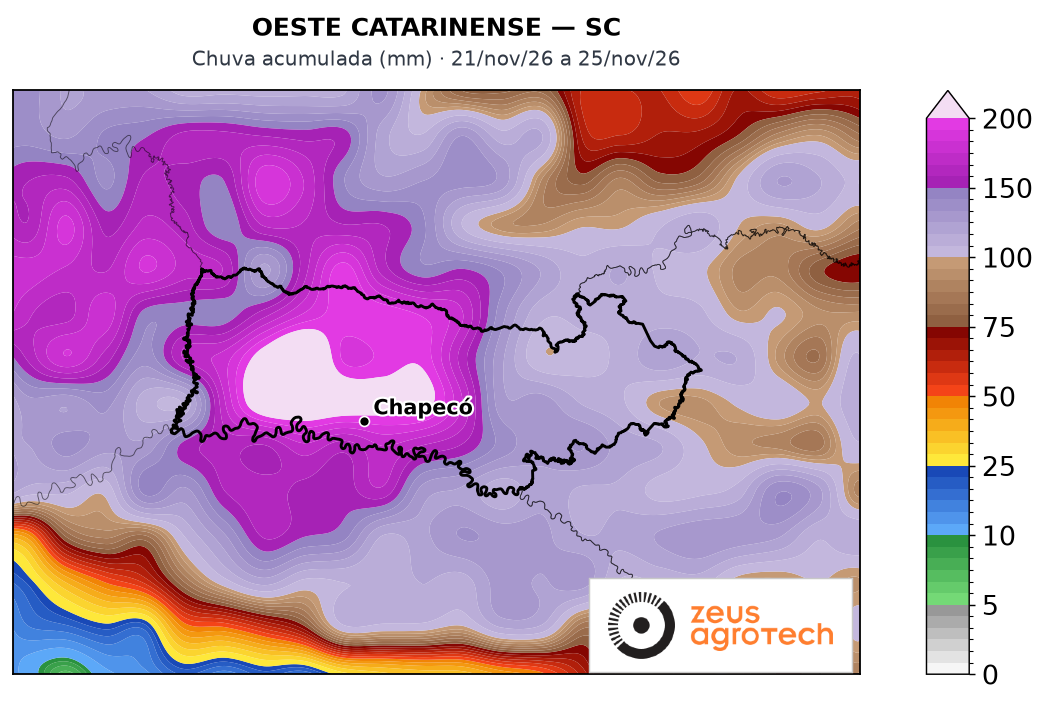 OESTE CATARINENSE — SC
Chuva acumulada (mm) · 21/nov/26 a 25/nov/26
200
150
100
75
50
25
10
5
0
Chapecó
zeus
agrotech